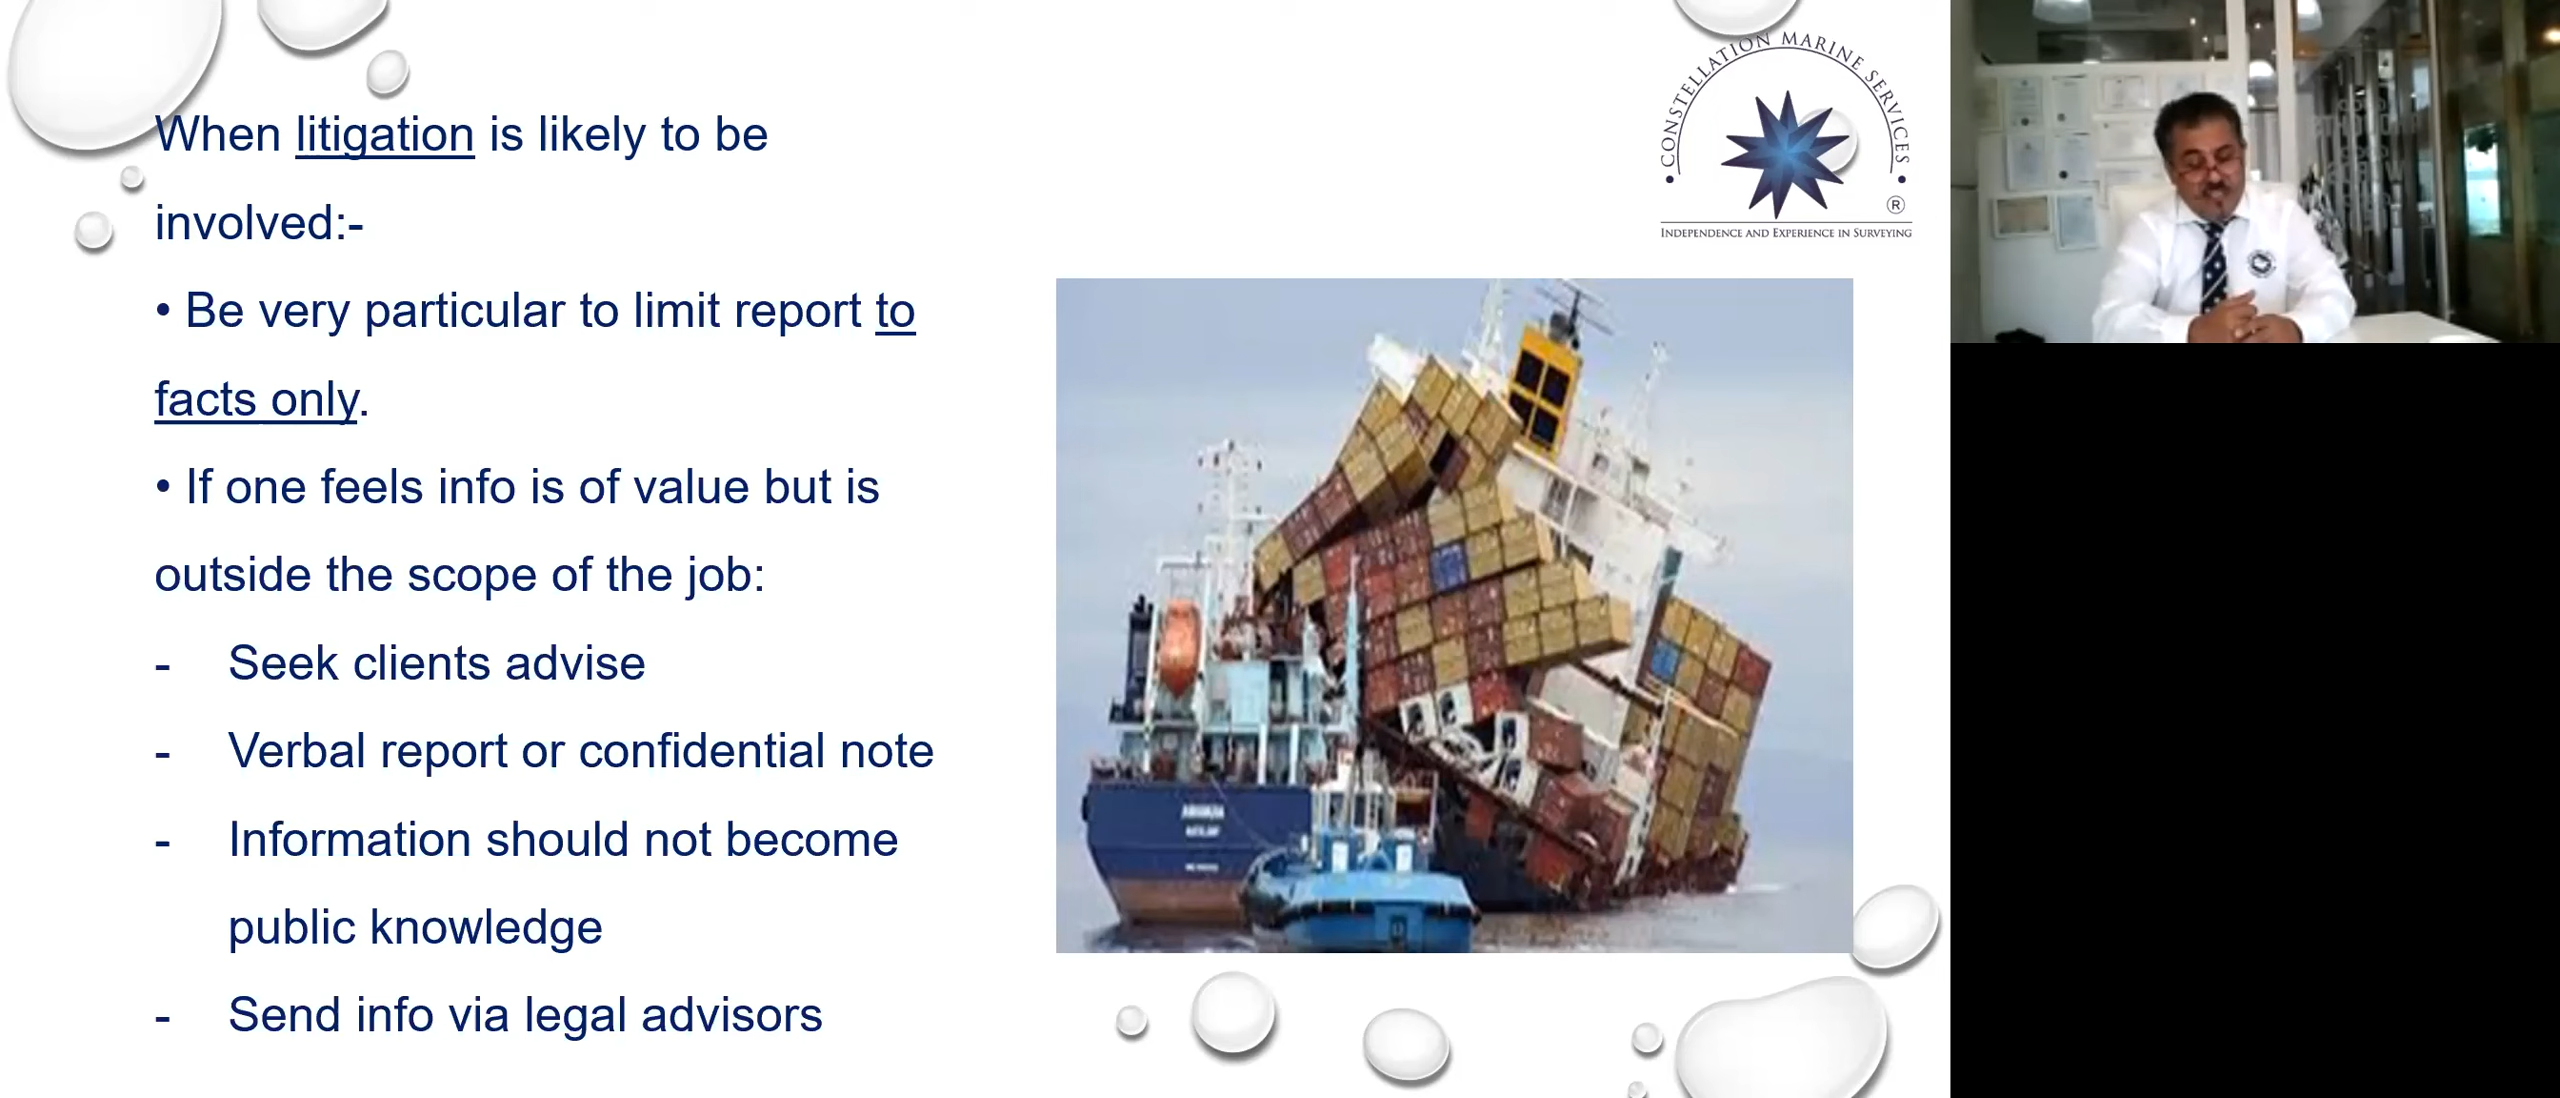 When litigation is likely to be
involved:-
• Be very particular to limit report to
facts only.
• If one feels info is of value but is
outside the scope of the job:
- Seek clients advise
- Verbal report or confidential note
- Information should not become
public knowledge
- Send info via legal advisors
• CONSTELLATION MARINE SERVICES •
®
INDEPENDENCE AND EXPERIENCE IN SURVEYING